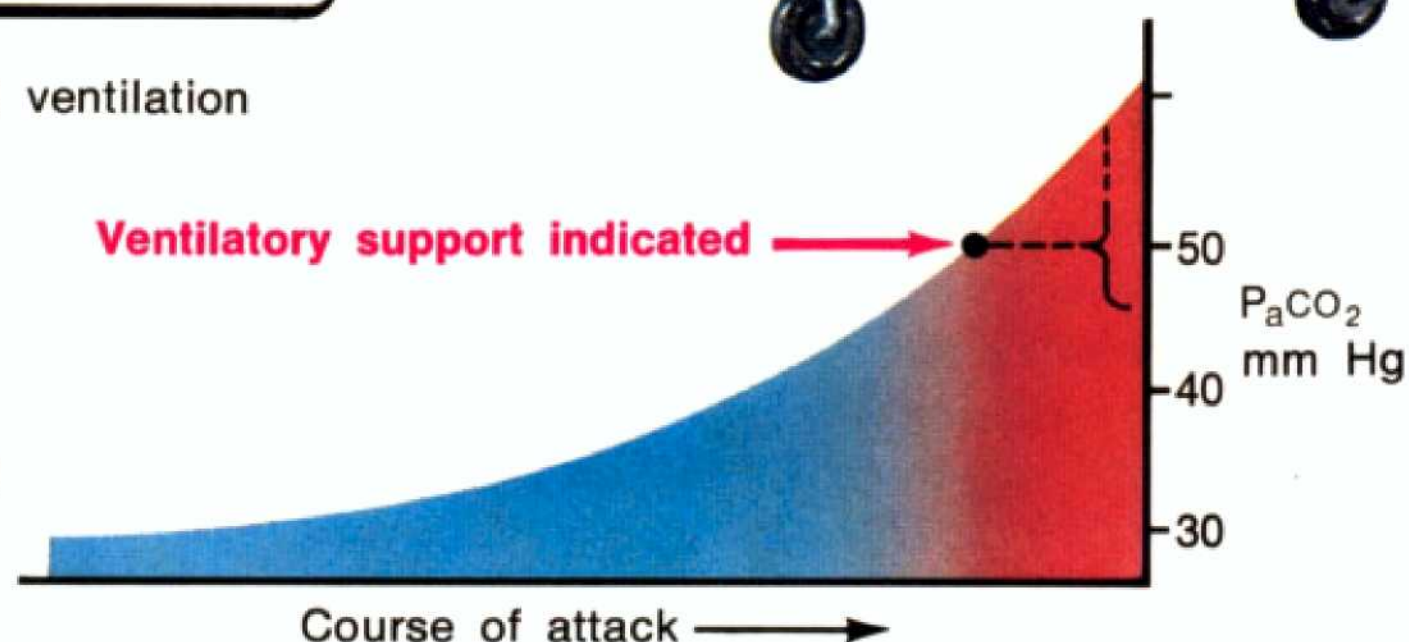 ventilation
Ventilatory support indicated
50
PaCO2
mm Hg
40
30
Course of attack